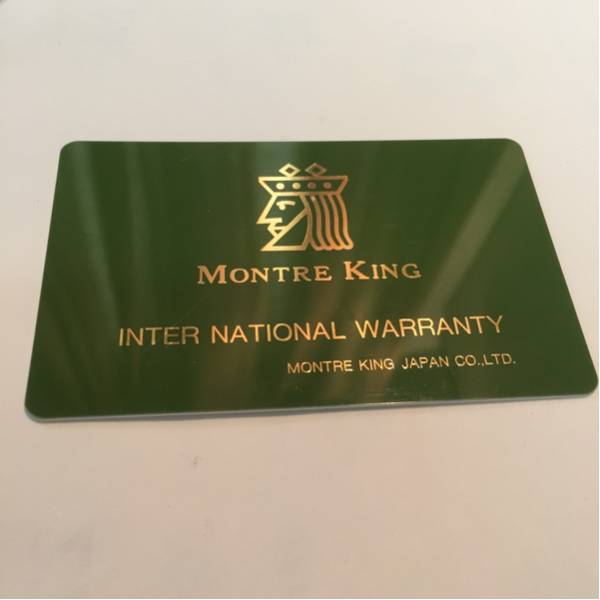 MONTRE KING
INTER NATIONAL WARRANTY
MONTRE KING JAPAN CO.,LTD.